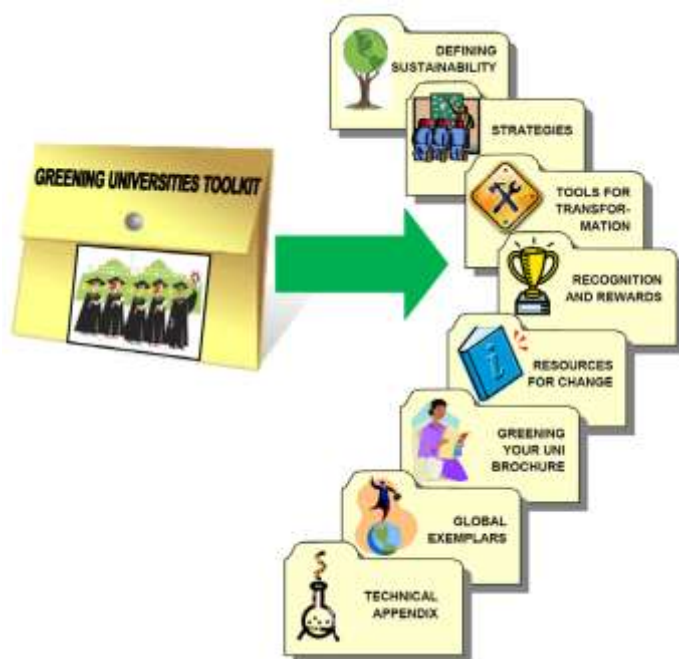 GREENING UNIVERSITIES TOOLKIT
DEFINING
SUSTAINABILITY
STRATEGIES
TOOLS FOR
TRANSFOR-
MATION
RECOGNITION
AND REWARDS
RESOURCES
FOR CHANGE
GREENING
YOUR UNI
BROCHURE
GLOBAL
EXEMPLARS
TECHNICAL
APPENDIX